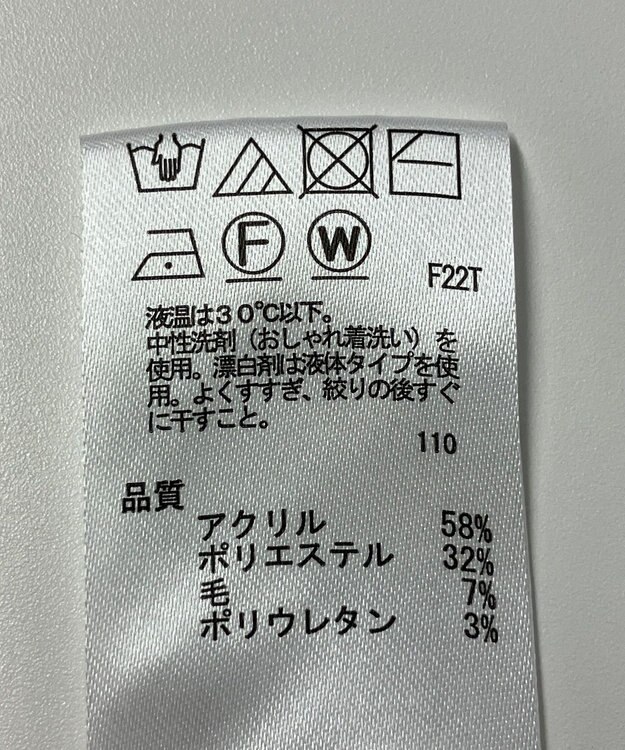 F
W
F22T
液温は３０℃以下。
中性洗剤（おしゃれ着洗い）を
使用。漂白剤は液体タイプを使
用。よくすすぎ、絞りの後すぐ
に干すこと。
110
品質
アクリル 58%
ポリエステル 32%
毛 7%
ポリウレタン 3%